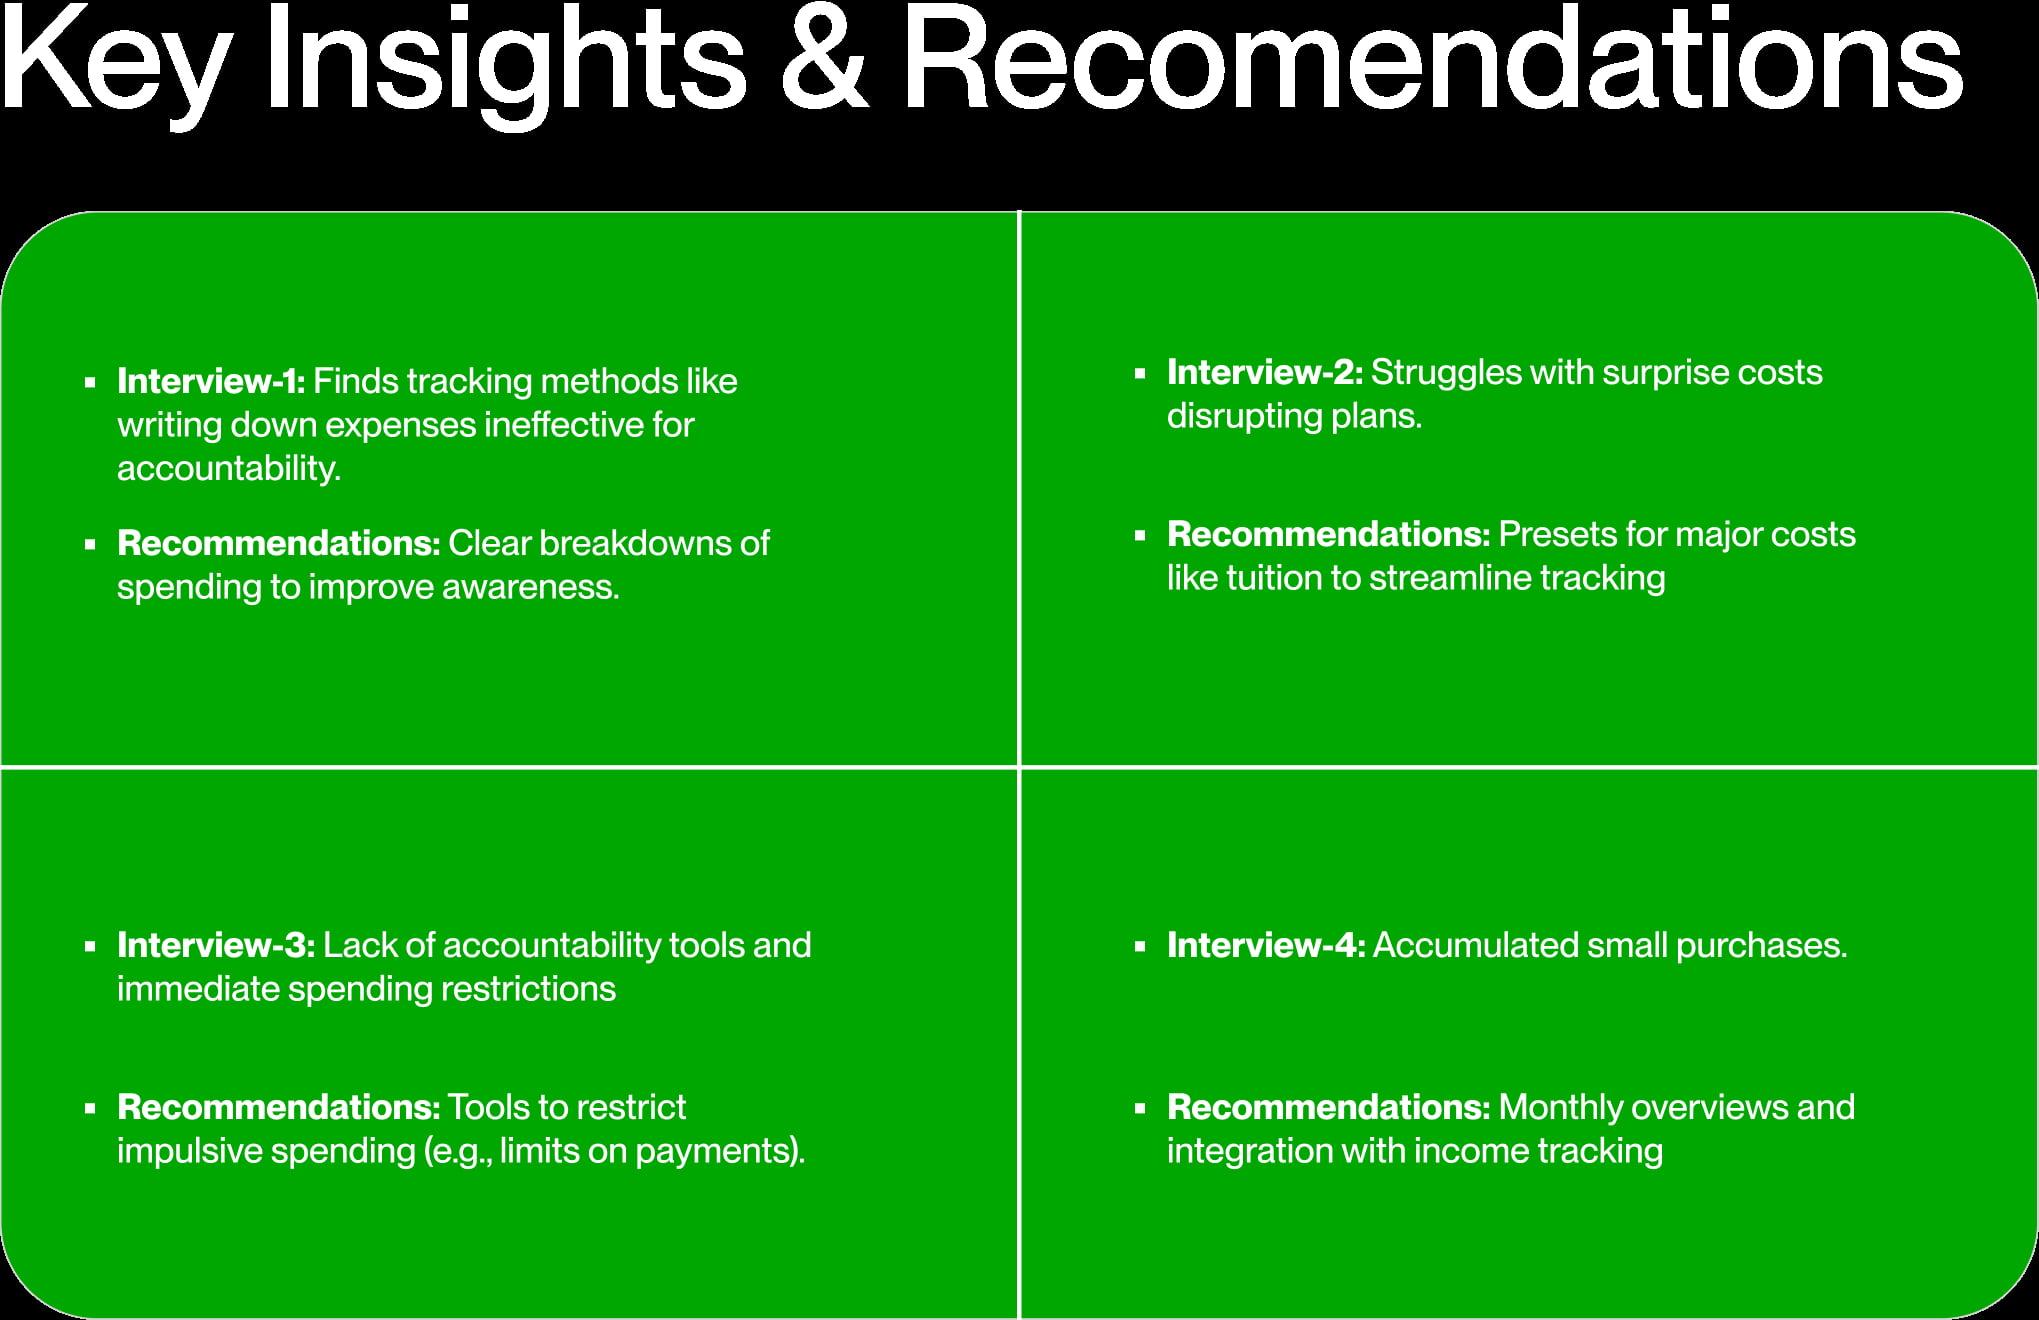 Key Insights & Recomendations
▪ Interview-1: Finds tracking methods like
writing down expenses ineffective for
accountability.
▪ Recommendations: Clear breakdowns of
spending to improve awareness.
▪ Interview-2: Struggles with surprise costs
disrupting plans.
▪ Recommendations: Presets for major costs
like tuition to streamline tracking
▪ Interview-3: Lack of accountability tools and
immediate spending restrictions
▪ Recommendations: Tools to restrict
impulsive spending (e.g., limits on payments).
▪ Interview-4: Accumulated small purchases.
▪ Recommendations: Monthly overviews and
integration with income tracking